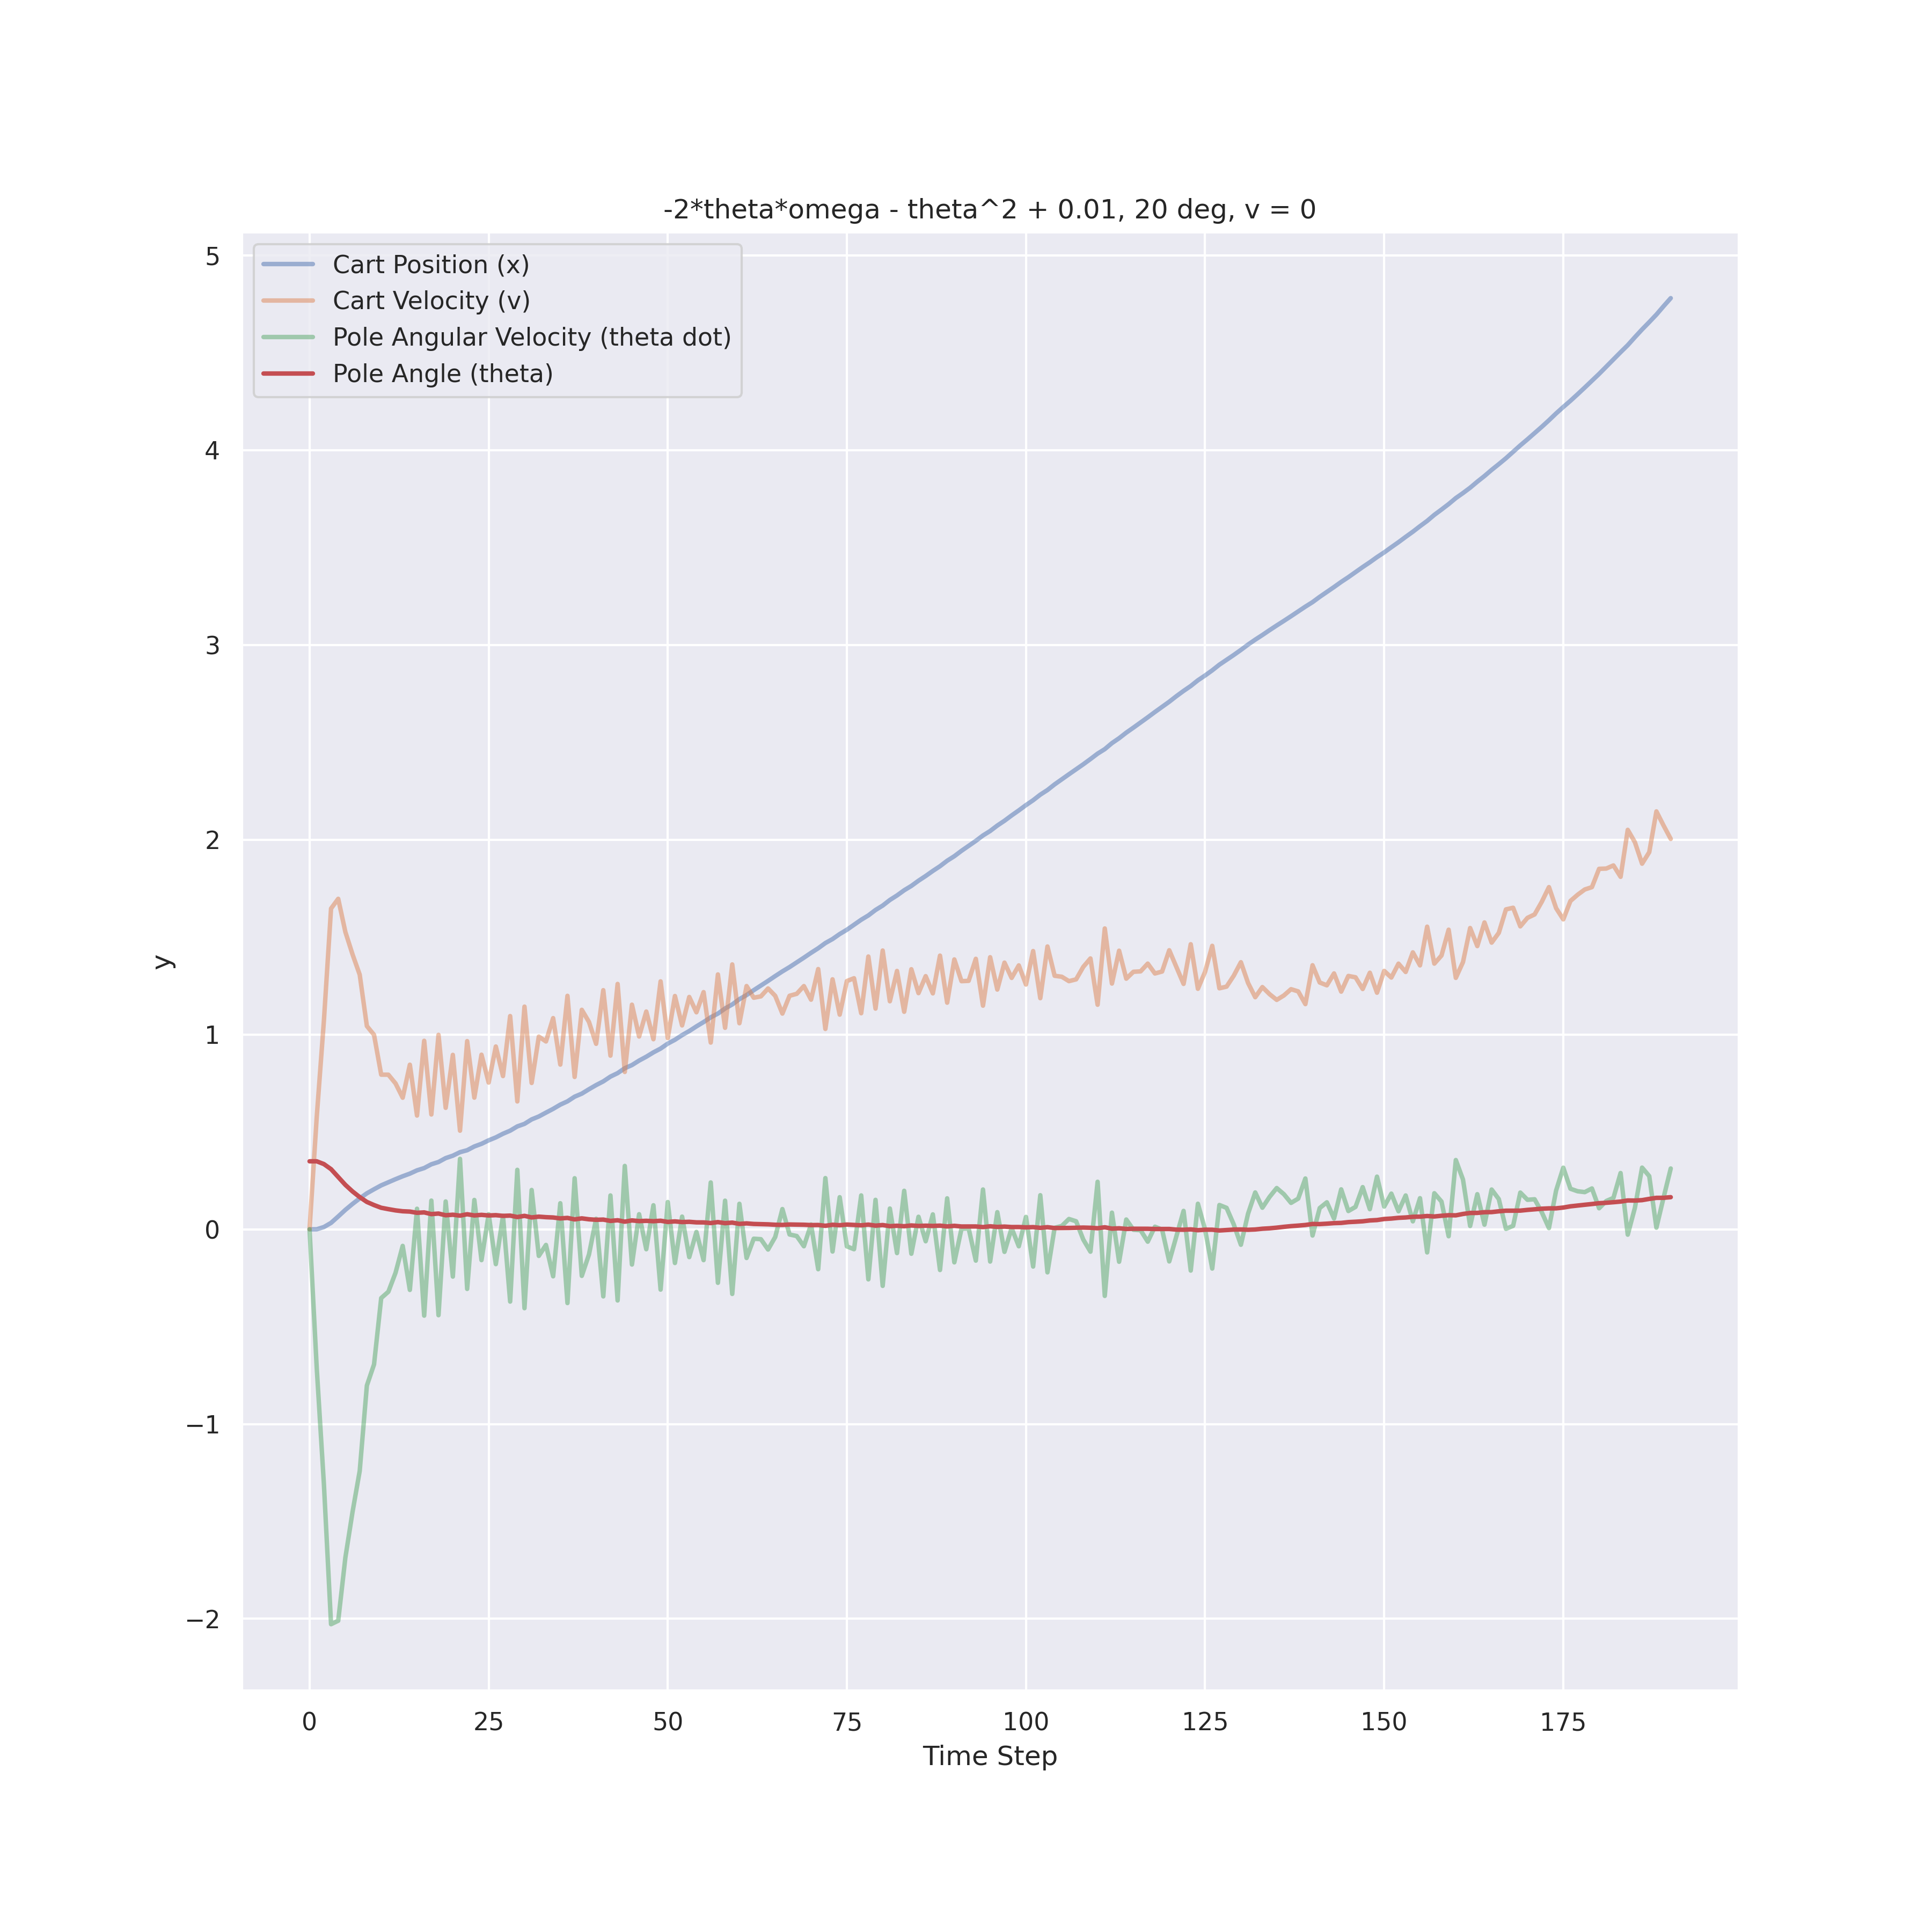 -2*theta*omega - theta^2 + 0.01, 20 deg, v = 0
Cart Position (x)
Cart Velocity (v)
Pole Angular Velocity (theta dot)
Pole Angle (theta)
5
4
3
2
1
0
−1
−2
y
0 25 50 75 100 125 150 175
Time Step